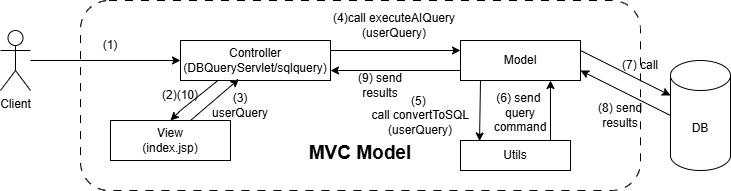 (4)call executeAIQuery
(userQuery)
(1)
Controller
(DBQueryServlet/sqlquery)
Model
(7) call
(9) send
results
Client
(2)(10)
(3)
userQuery
(5)
call convertToSQL
(userQuery)
(6) send
query
command
(8) send
results
DB
View
(index.jsp)
MVC Model
Utils